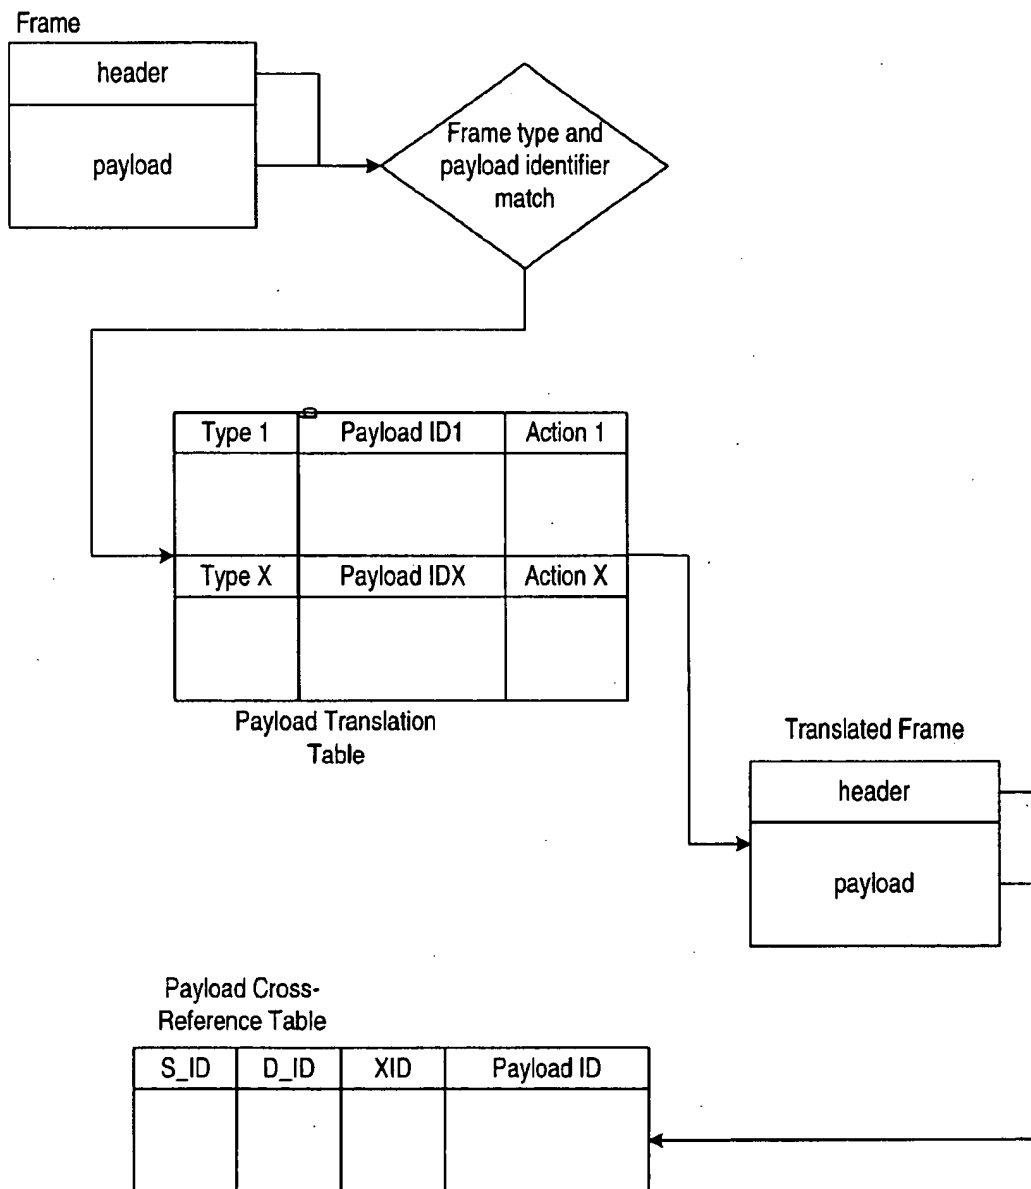 Frame
header
payload
Frame type and
payload identifier
match
Type 1 Payload ID1 Action 1
Type X Payload IDX Action X
Payload Translation
Table
Translated Frame
header
payload
Payload Cross-
Reference Table
S_ID D_ID XID Payload ID